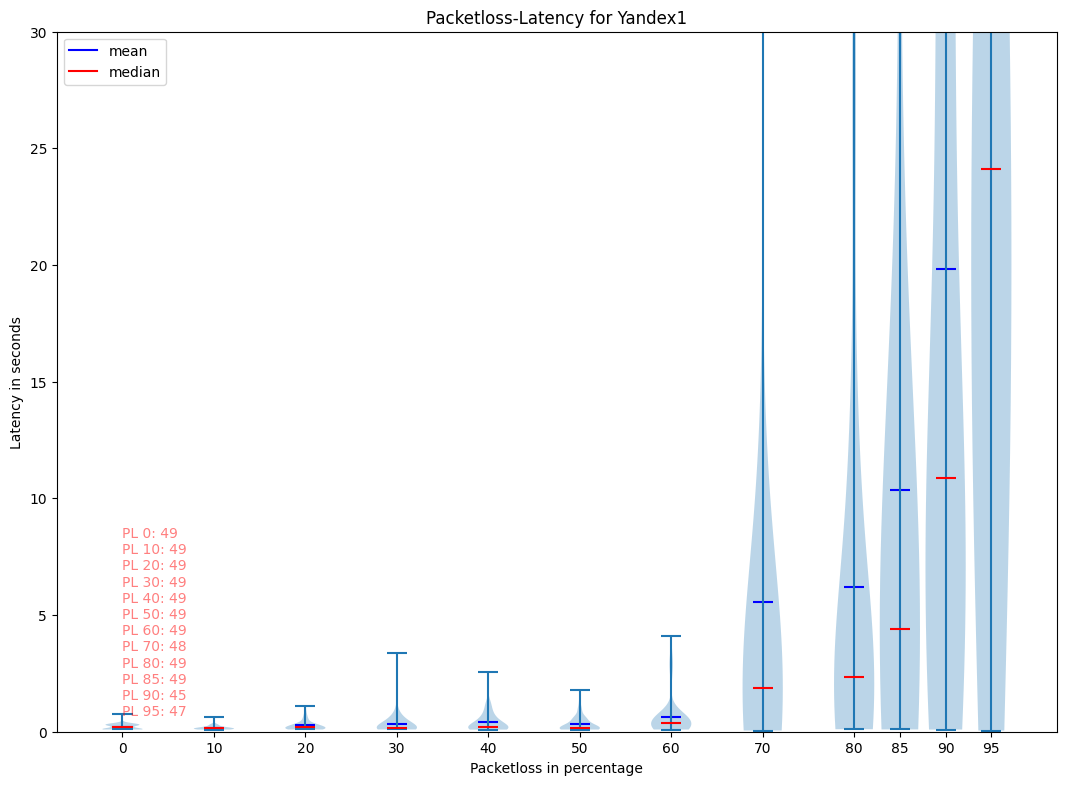 Packetloss-Latency for Yandex1
mean
median
30
25
20
15
10
5
0
Latency in seconds
PL 0: 49
PL 10: 49
PL 20: 49
PL 30: 49
PL 40: 49
PL 50: 49
PL 60: 49
PL 70: 48
PL 80: 49
PL 85: 49
PL 90: 45
PL 95: 47
0 10 20 30 40 50 60 70 80 85 90 95
Packetloss in percentage